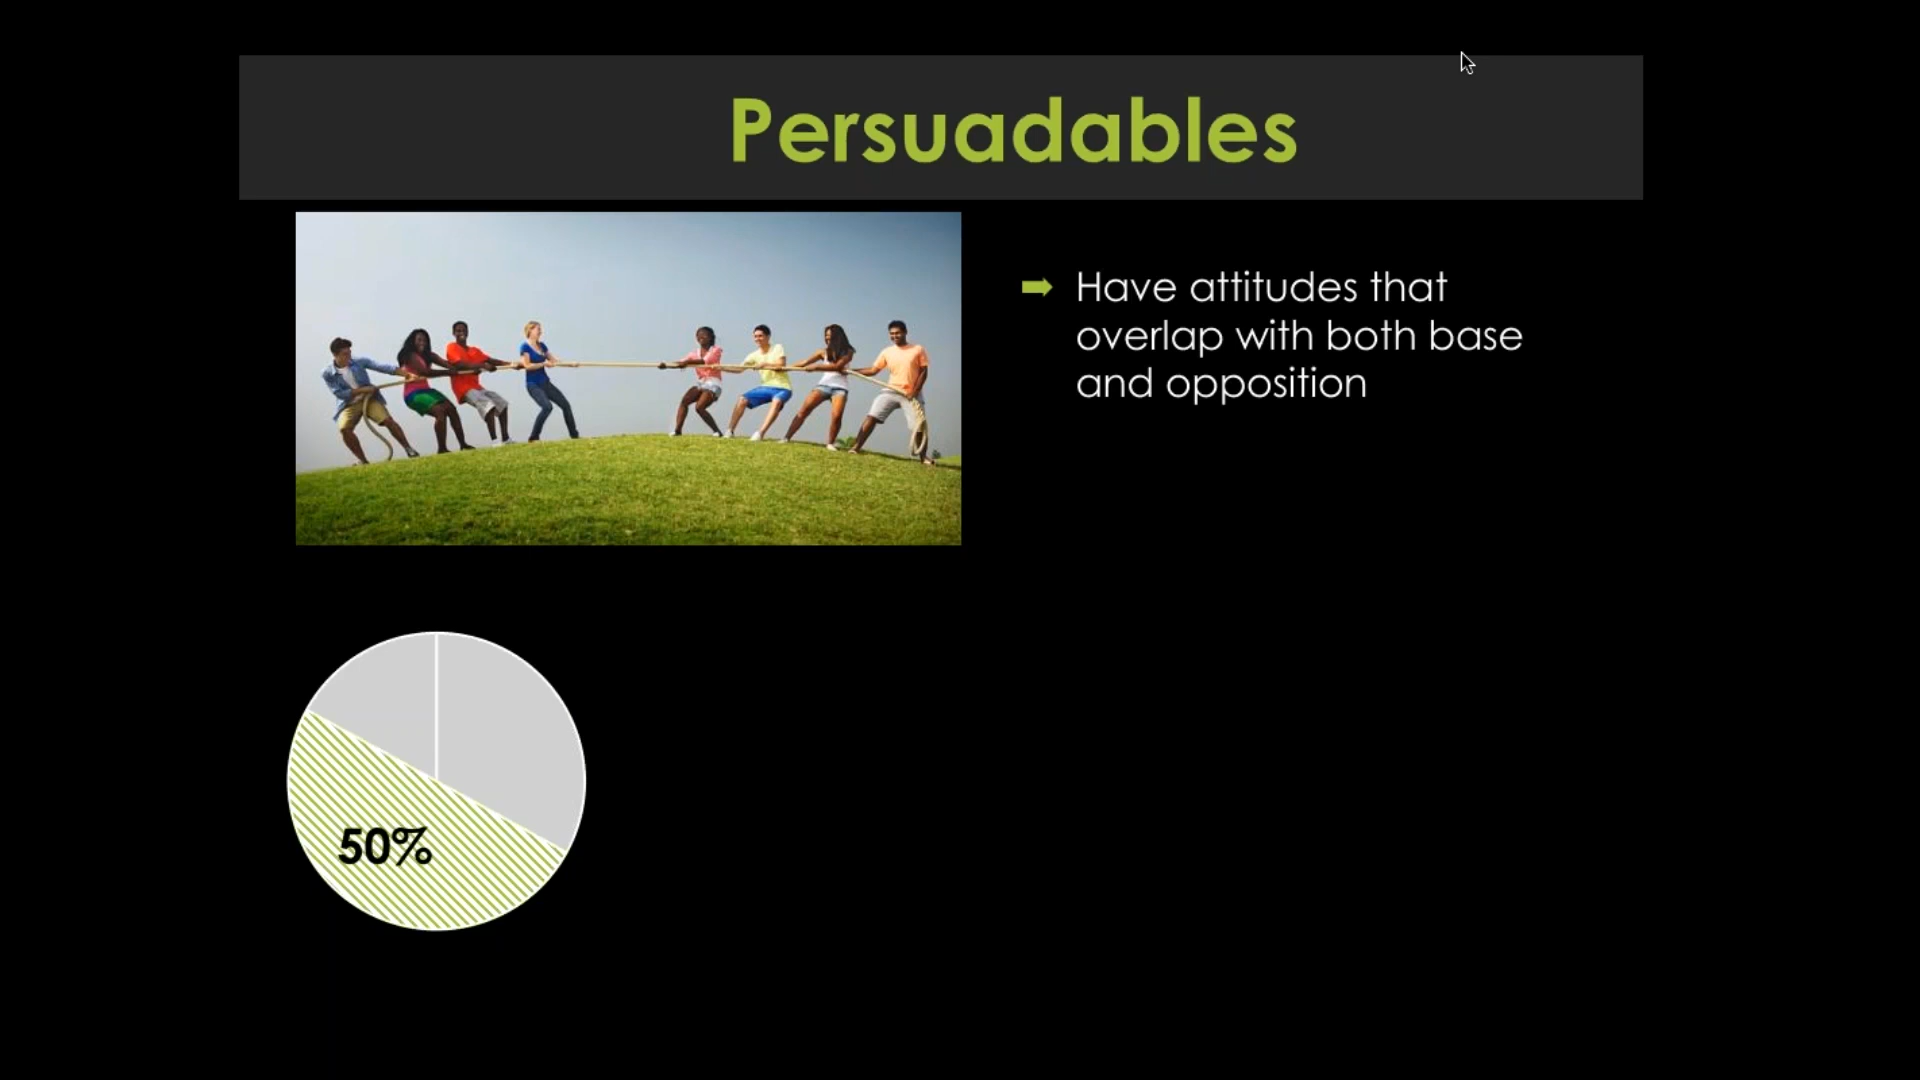 Persuadables
Have attitudes that
overlap with both base
and opposition
50%